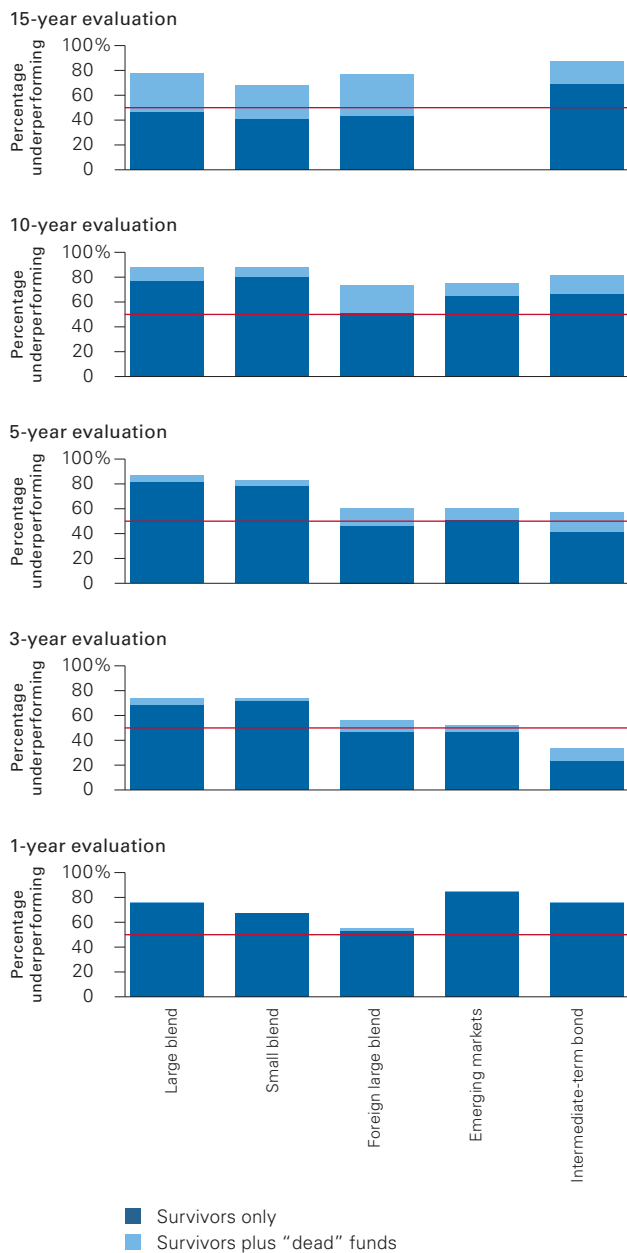 15-year evaluation
Percentage
underperforming
100%
80
60
40
20
0
10-year evaluation
Percentage
underperforming
100%
80
60
40
20
0
5-year evaluation
Percentage
underperforming
100%
80
60
40
20
0
3-year evaluation
Percentage
underperforming
100%
80
60
40
20
0
1-year evaluation
Percentage
underperforming
100%
80
60
40
20
0
Large blend
Small blend
Foreign large blend
Emerging markets
Intermediate-term bond
Survivors only
Survivors plus “dead” funds